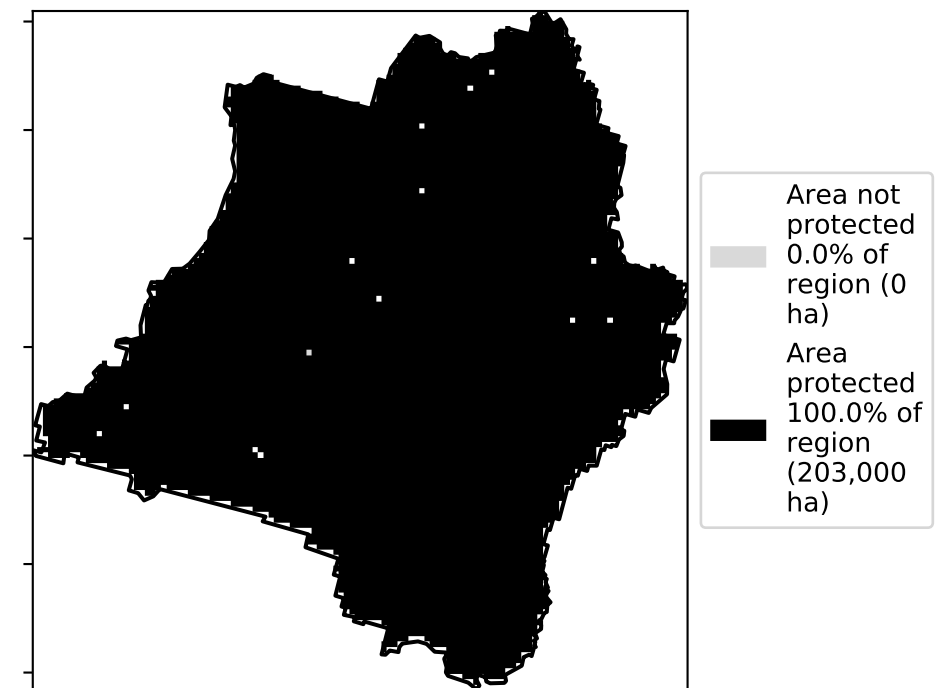 Area not
protected
0.0% of
region (0
ha)
Area
protected
100.0% of
region
(203,000
ha)